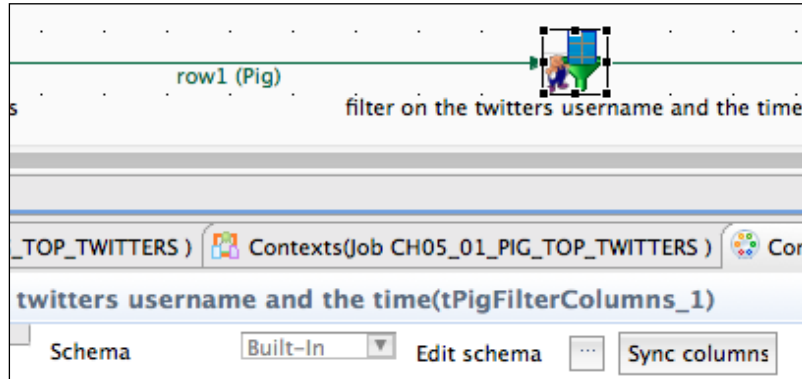 row1 (Pig)
s filter on the twitters username and the time
_TOP_TWITTERS ) Contexts(Job CH05_01_PIG_TOP_TWITTERS ) Cor
twitters username and the time(tPigFilterColumns_1)
Schema Built-In Edit schema ... Sync columns